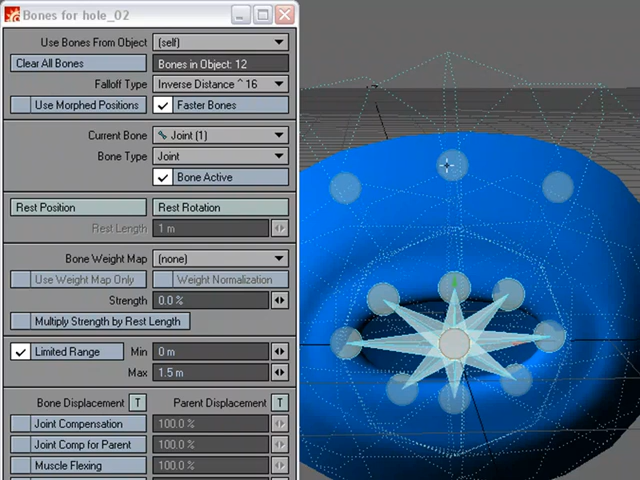 Bones for hole_02
Use Bones From Object (self)
Clear All Bones Bones in Object: 12
Falloff Type Inverse Distance ^ 16
Use Morphed Positions Faster Bones
Current Bone Joint (1)
Bone Type Joint
Bone Active
Rest Position Rest Rotation
Rest Length 1 m
Bone Weight Map (none)
Use Weight Map Only Weight Normalization
Strength 0.0 %
Multiply Strength by Rest Length
Limited Range Min 0 m
Max 1.5 m
Bone Displacement T Parent Displacement T
Joint Compensation 100.0 %
Joint Comp for Parent 100.0 %
Muscle Flexing 100.0 %